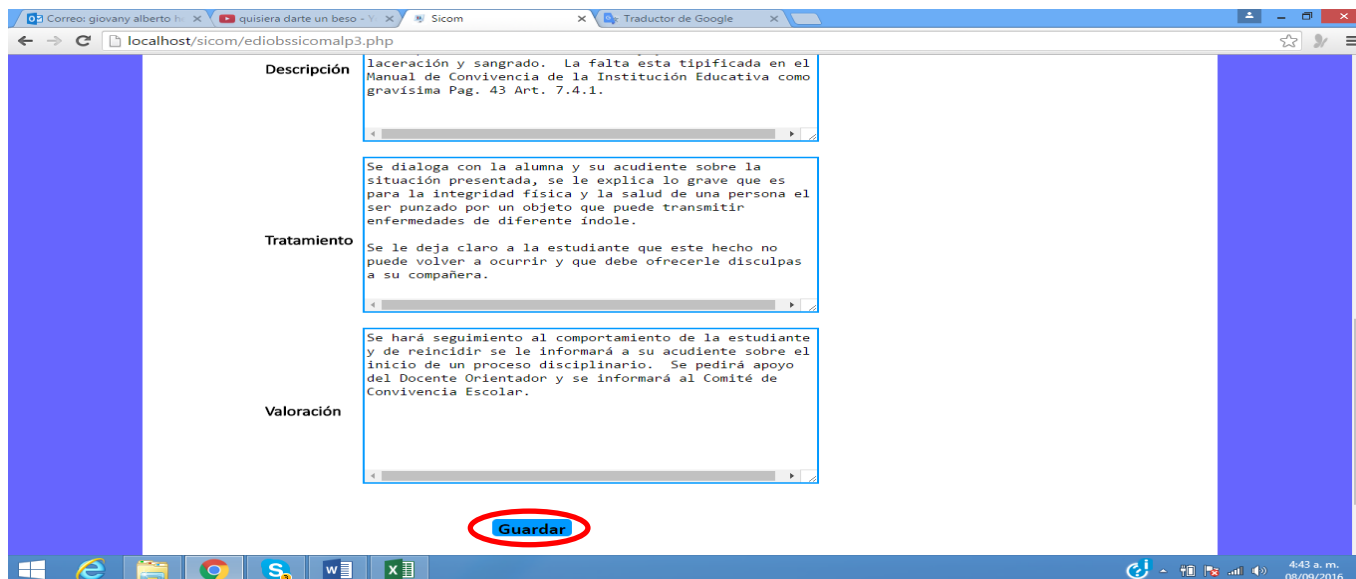 Correo: giovany alberto h
quisiera darte un beso - Y
Sicom
Traductor de Google
localhost/sicom/ediobssicomalp3.php
Descripción
laceración y sangrado. La falta esta tipificada en el
Manual de Convivencia de la Institución Educativa como
gravísima Pag. 43 Art. 7.4.1.
Tratamiento
Se dialoga con la alumna y su acudiente sobre la
situación presentada, se le explica lo grave que es
para la integridad física y la salud de una persona el
ser punzado por un objeto que puede transmitir
enfermedades de diferente índole.
Se le deja claro a la estudiante que este hecho no
puede volver a ocurrir y que debe ofrecerle disculpas
a su compañera.
Valoración
Se hará seguimiento al comportamiento de la estudiante
y de reincidir se le informará a su acudiente sobre el
inicio de un proceso disciplinario. Se pedirá apoyo
del Docente Orientador y se informará al Comité de
Convivencia Escolar.
Guardar
4:43 a. m.
08/09/2016